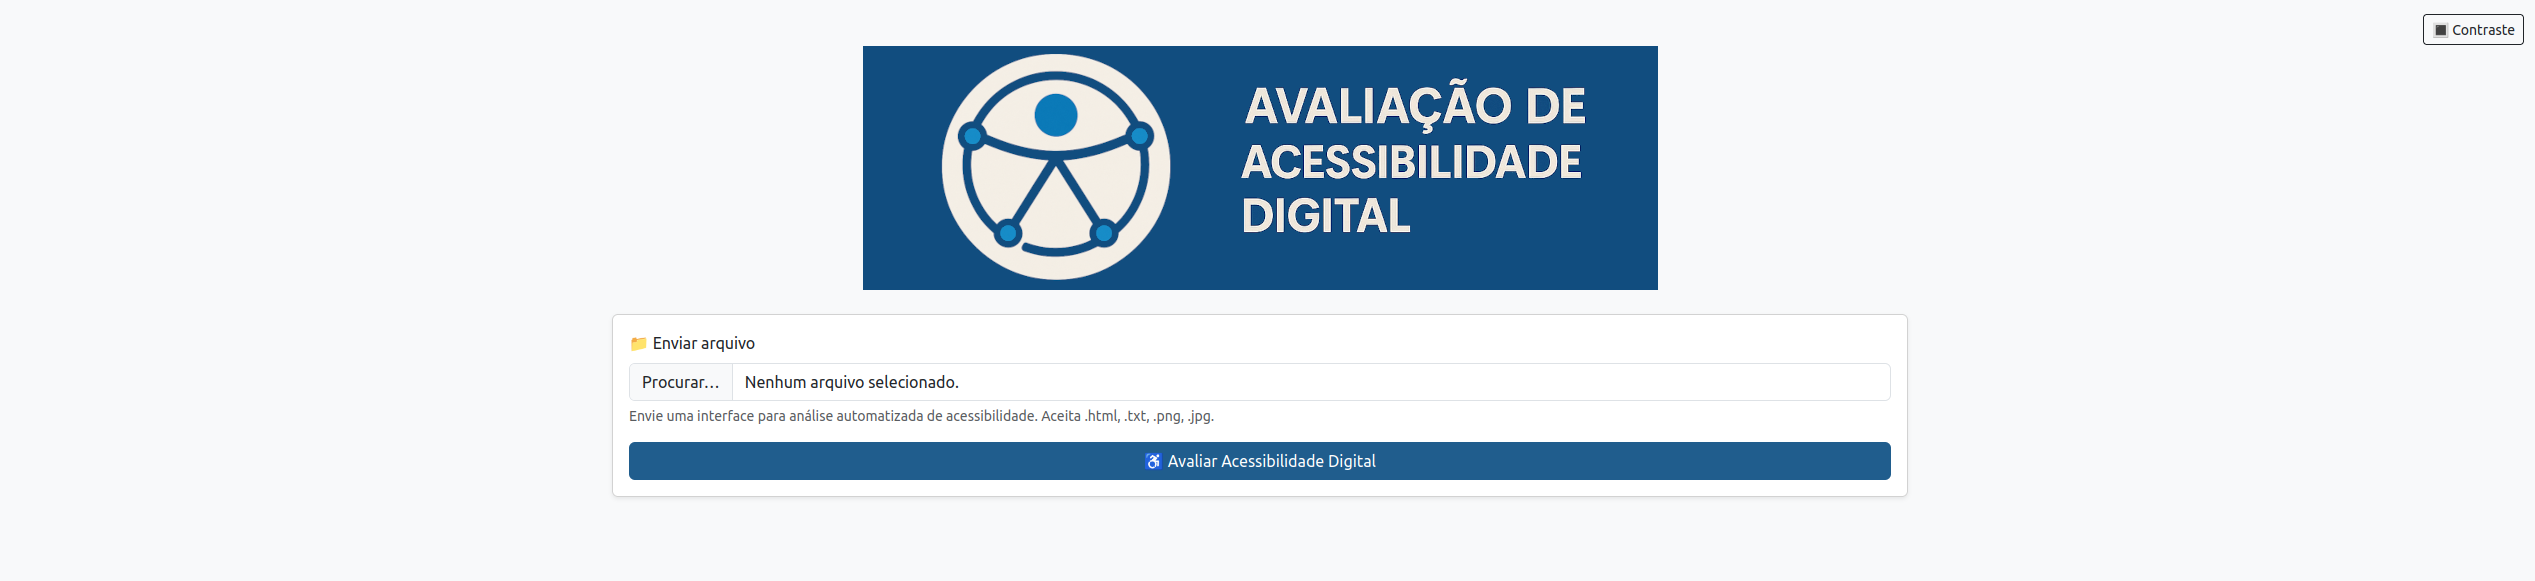 Contraste
AVALIAÇÃO DE
ACESSIBILIDADE
DIGITAL
Enviar arquivo
Procurar... Nenhum arquivo selecionado.
Envie uma interface para análise automatizada de acessibilidade. Aceita .html, .txt, .png, .jpg.
Avaliar Acessibilidade Digital